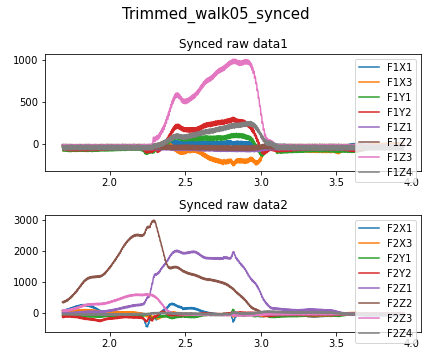 Trimmed_walk05_synced
Synced raw data1
1000
500
0
F1X1
F1X3
F1Y1
F1Y2
F1Z1
F1Z2
F1Z3
F1Z4
2.0 2.5 3.0 3.5 4.0
Synced raw data2
3000
2000
1000
0
F2X1
F2X3
F2Y1
F2Y2
F2Z1
F2Z2
F2Z3
F2Z4
2.0 2.5 3.0 3.5 4.0